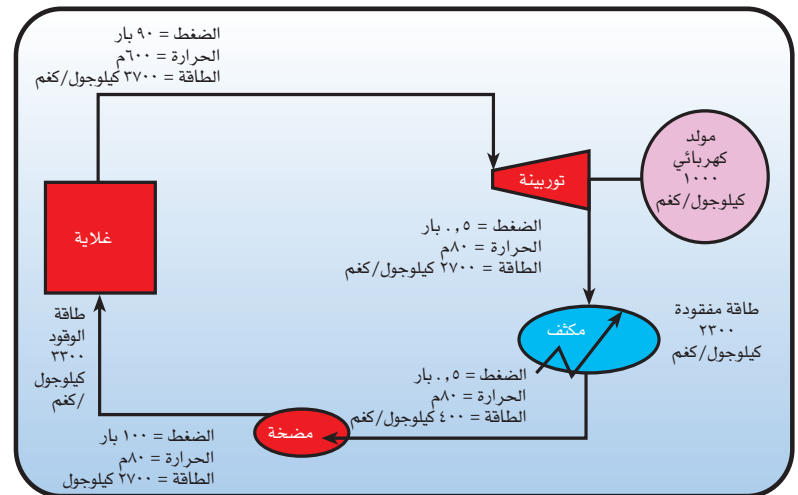 الضغط = ٩٠ بار
الحرارة = ٦٠٠م
الطاقة = ٣٧٠٠ كيلوجول/كغم
مولد
كهربائي
١٠٠٠
كيلوجول/كغم
توربينة
غلاية
الضغط = ٠,٥ بار
الحرارة = ٨٠م
الطاقة = ٢٧٠٠ كيلوجول/كغم
طاقة مفقودة
٢٣٠٠
كيلوجول/كغم
مكثف
طاقة
الوقود
٣٣٠٠
كيلوجول
/كغم
الضغط = ٠,٥ بار
الحرارة = ٨٠م
الطاقة = ٤٠٠ كيلوجول/كغم
مضخة
الضغط = ١٠٠ بار
الحرارة = ٨٠م
الطاقة = ٢٧٠٠ كيلوجول